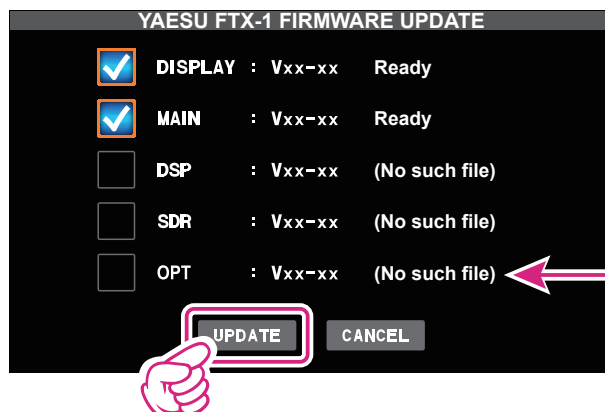 YAESU FTX-1 FIRMWARE UPDATE
DISPLAY : Vxx-xx Ready
MAIN : Vxx-xx Ready
DSP : Vxx-xx (No such file)
SDR : Vxx-xx (No such file)
OPT : Vxx-xx (No such file)
UPDATE CANCEL